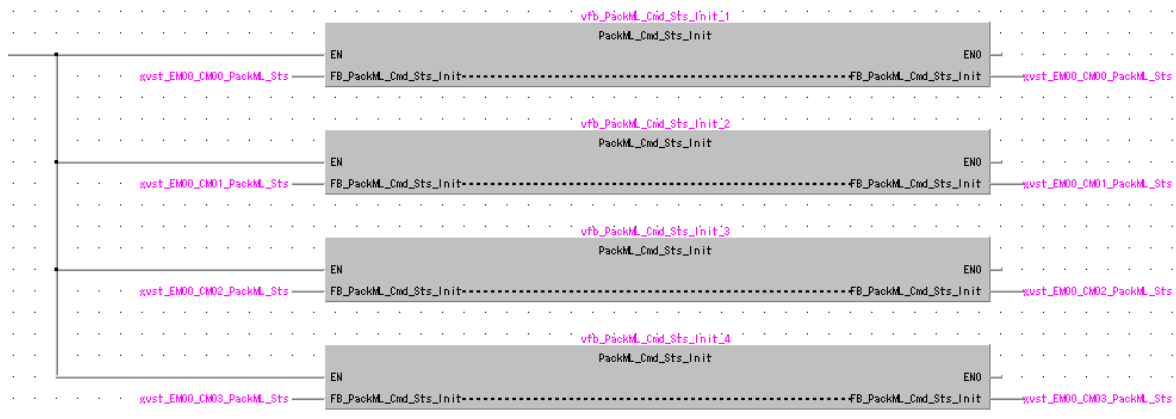 vfb_PackML_Cmd_Sts_Init_1
PackML_Cmd_Sts_Init
EN ENO
gvst_EM00_CM00_PackML_Sts FB_PackML_Cmd_Sts_Init FB_PackML_Cmd_Sts_Init gvst_EM00_CM00_PackML_Sts
vfb_PackML_Cmd_Sts_Init_2
PackML_Cmd_Sts_Init
EN ENO
gvst_EM00_CM01_PackML_Sts FB_PackML_Cmd_Sts_Init FB_PackML_Cmd_Sts_Init gvst_EM00_CM01_PackML_Sts
vfb_PackML_Cmd_Sts_Init_3
PackML_Cmd_Sts_Init
EN ENO
gvst_EM00_CM02_PackML_Sts FB_PackML_Cmd_Sts_Init FB_PackML_Cmd_Sts_Init gvst_EM00_CM02_PackML_Sts
vfb_PackML_Cmd_Sts_Init_4
PackML_Cmd_Sts_Init
EN ENO
gvst_EM00_CM03_PackML_Sts FB_PackML_Cmd_Sts_Init FB_PackML_Cmd_Sts_Init gvst_EM00_CM03_PackML_Sts